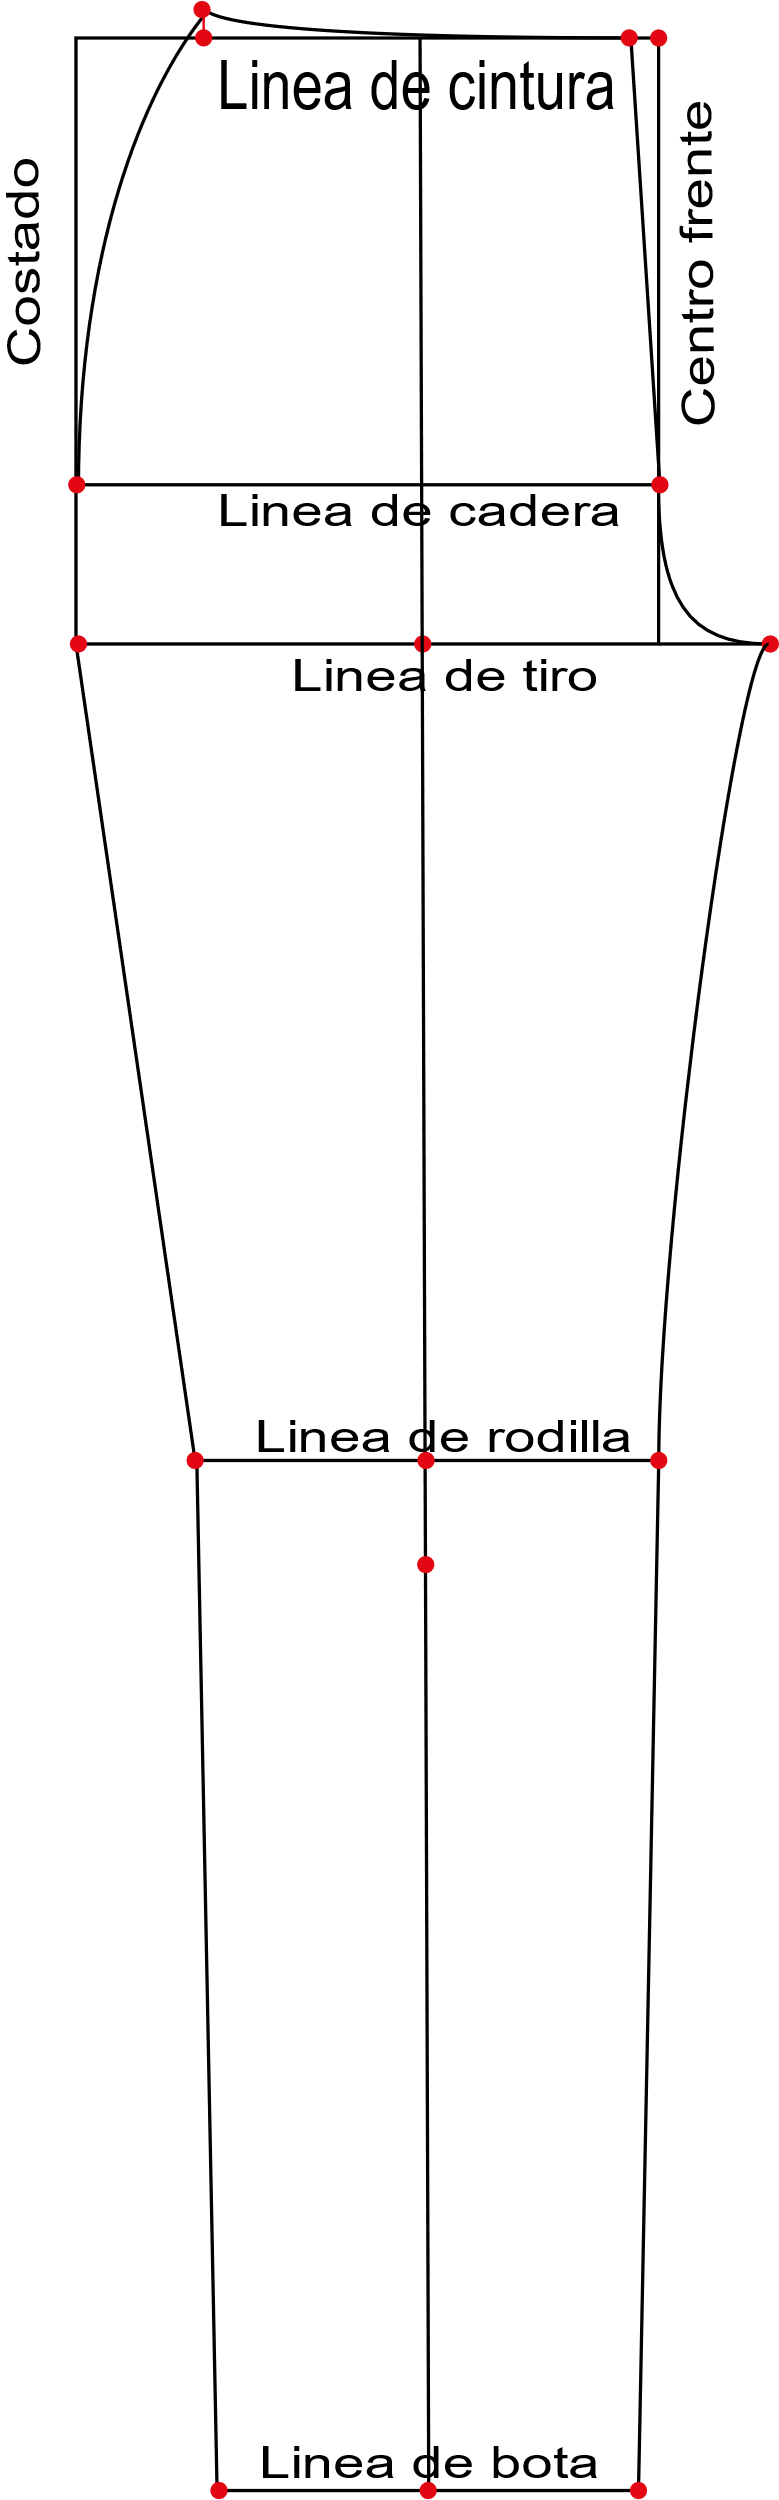 Linea de cintura
Costado
Centro frente
Linea de cadera
Linea de tiro
Linea de rodilla
Linea de bota